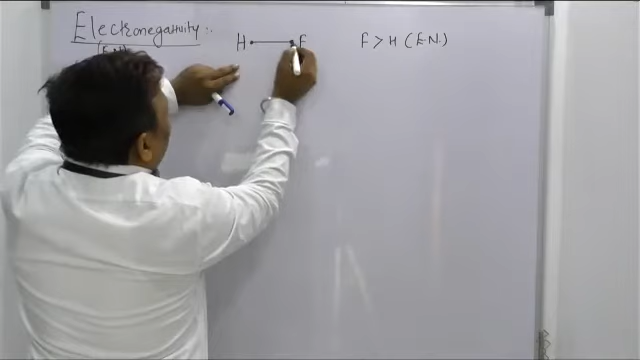 Electronegativity :-
(E.N)
H F
F > H (E.N.)